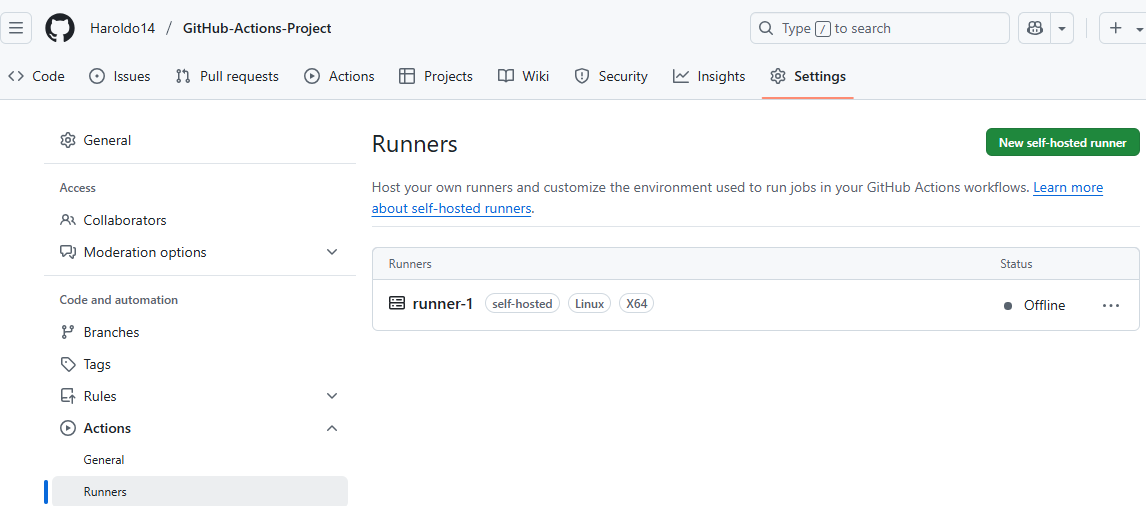 Haroldo14 / GitHub-Actions-Project
Type / to search
Code Issues Pull requests Actions Projects Wiki Security Insights Settings
General
Access
Collaborators
Moderation options
Code and automation
Branches
Tags
Rules
Actions
General
Runners
Runners
New self-hosted runner
Host your own runners and customize the environment used to run jobs in your GitHub Actions workflows. Learn more
about self-hosted runners.
Runners Status
runner-1 self-hosted Linux X64 Offline